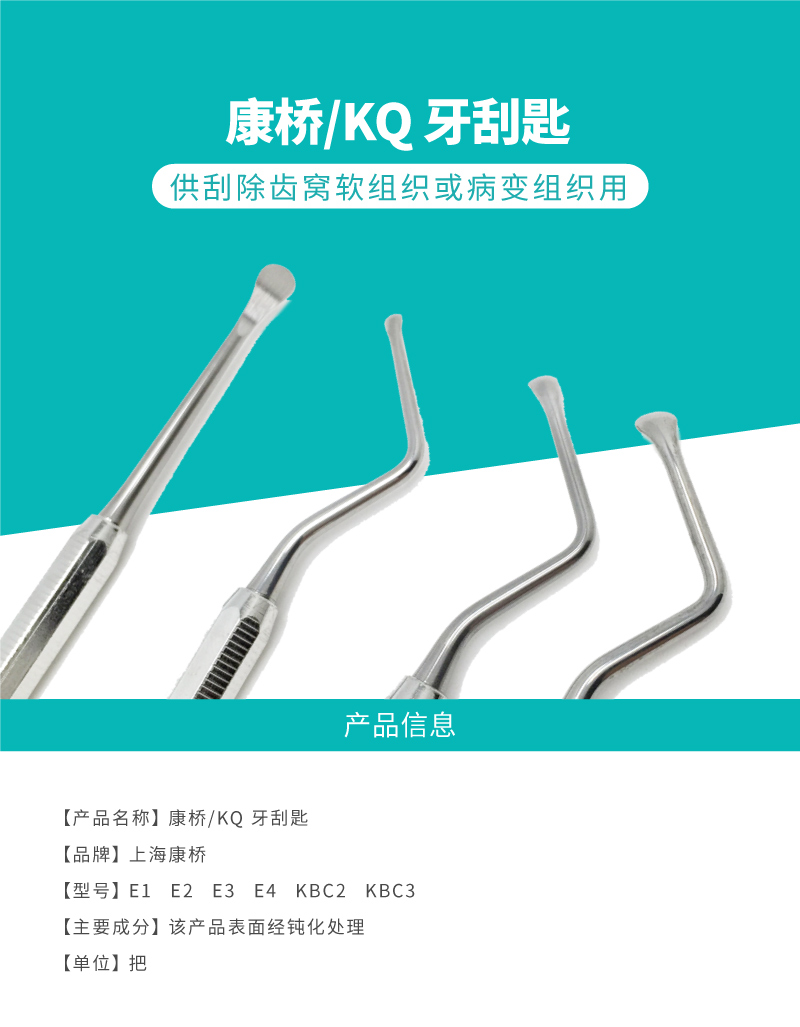 康桥/KQ 牙刮匙
供刮除齿窝软组织或病变组织用
产品信息
【产品名称】康桥/KQ 牙刮匙
【品牌】上海康桥
【型号】E1 E2 E3 E4 KBC2 KBC3
【主要成分】该产品表面经钝化处理
【单位】把